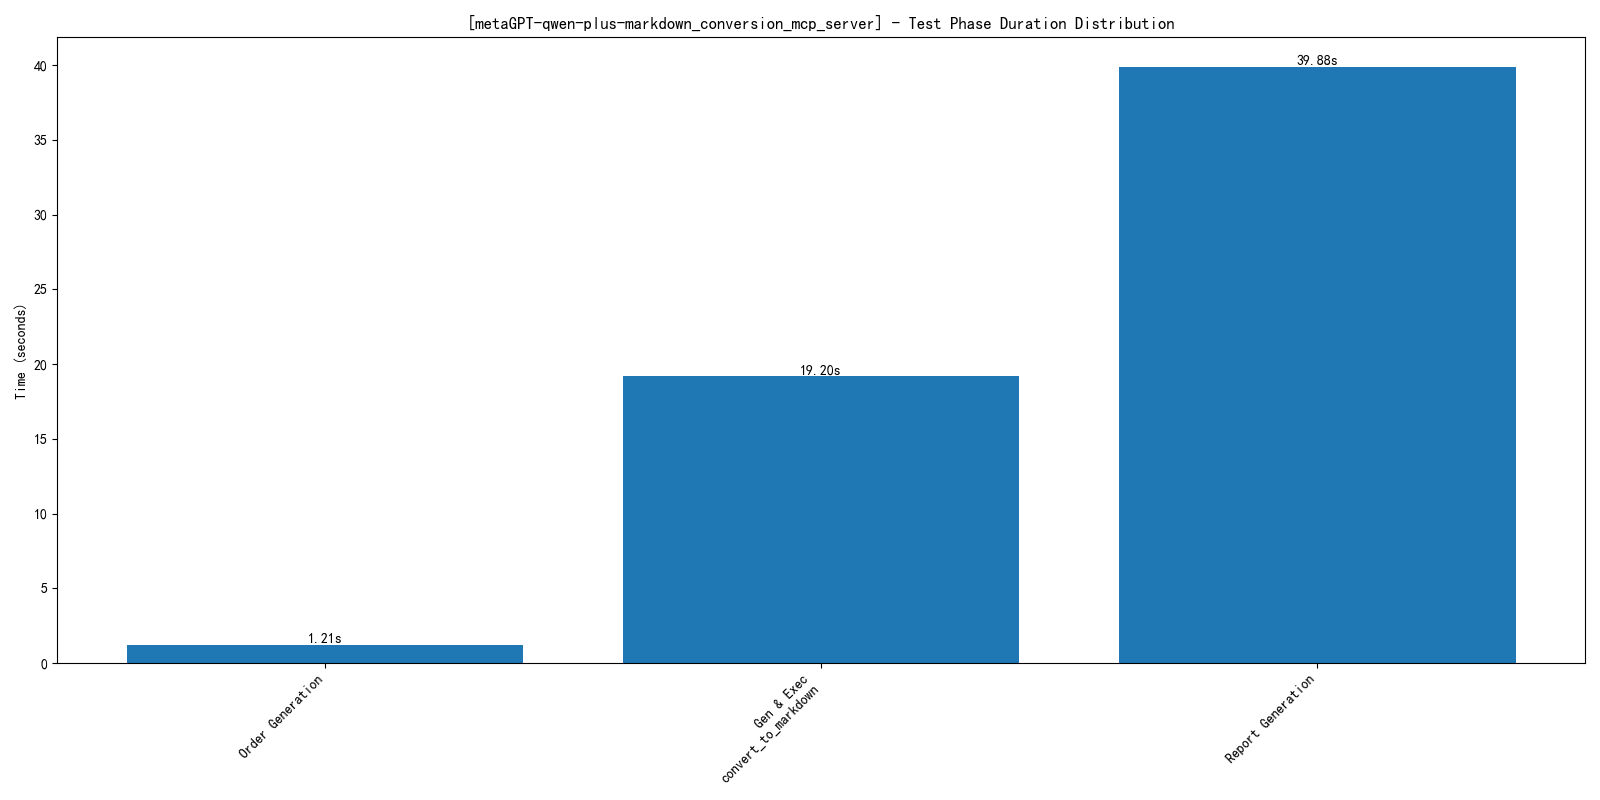 [metaGPT-qwen-plus-markdown_conversion_mcp_server] - Test Phase Duration Distribution
Time (seconds)
40
35
30
25
20
15
10
5
0
1.21s
19.20s
39.88s
Order Generation
Gen & Exec
convert_to_markdown
Report Generation